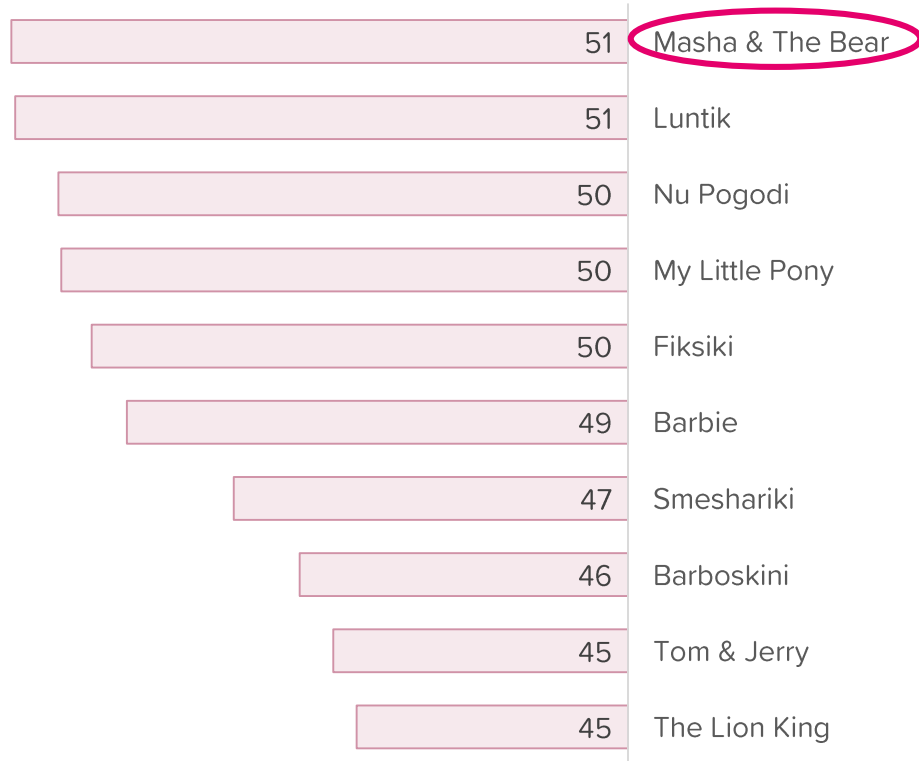 51 Masha & The Bear
51 Luntik
50 Nu Pogodi
50 My Little Pony
50 Fiksiki
49 Barbie
47 Smeshariki
46 Barboskini
45 Tom & Jerry
45 The Lion King